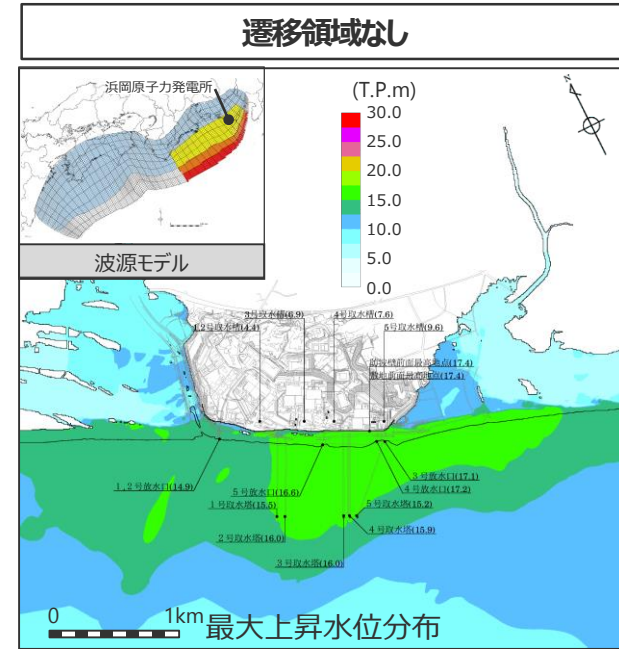 遷移領域なし
浜岡原子力発電所
波源モデル
(T.P.m)
30.0
25.0
20.0
15.0
10.0
5.0
0.0
N
3号取水槽(6.9)
4号取水槽(7.6)
1,2号取水槽(4.4)
5号取水槽(9.6)
防波壁前面最高地点(17.4)
敷地前面最高地点(17.4)
1,2号放水口(14.9)
5号放水口(16.6)
3号放水口(17.1)
4号放水口(17.2)
1号取水塔(15.5)
5号取水塔(15.2)
2号取水塔(16.0)
4号取水塔(15.9)
3号取水塔(16.0)
0 1km
最大上昇水位分布